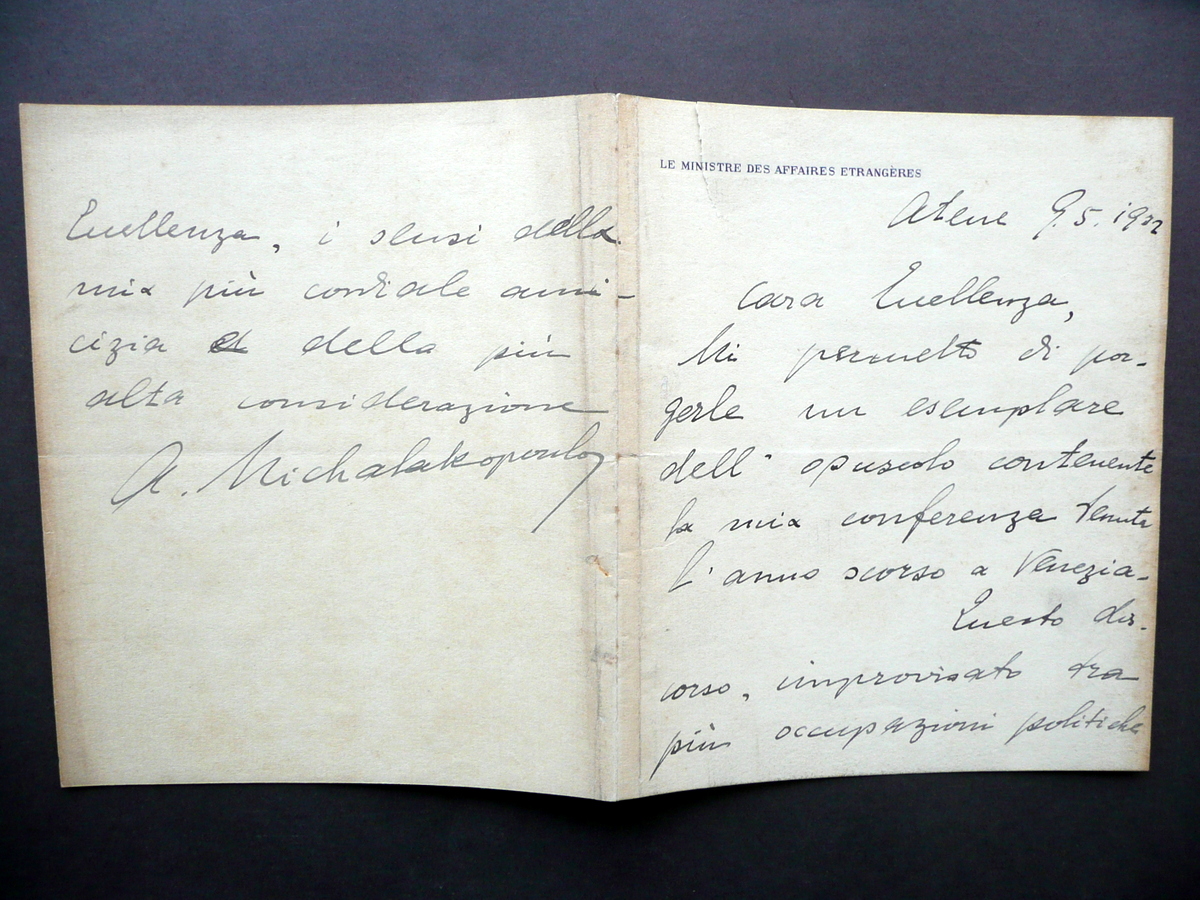 LE MINISTRE DES AFFAIRES ETRANGÈRES
Atene 9.5.1932
Cara Eccellenza,
Mi permetto di por-
gerle un esemplare
dell' opuscolo contenente
la mia conferenza tenuta
l'anno scorso a Venezia.
Questo dis-
corso, improvisato tra
più occupazioni politiche
Eccellenza, i sensi della
mia più cordiale ami-
cizia della più
alta considerazione
A. Michalakopoulos